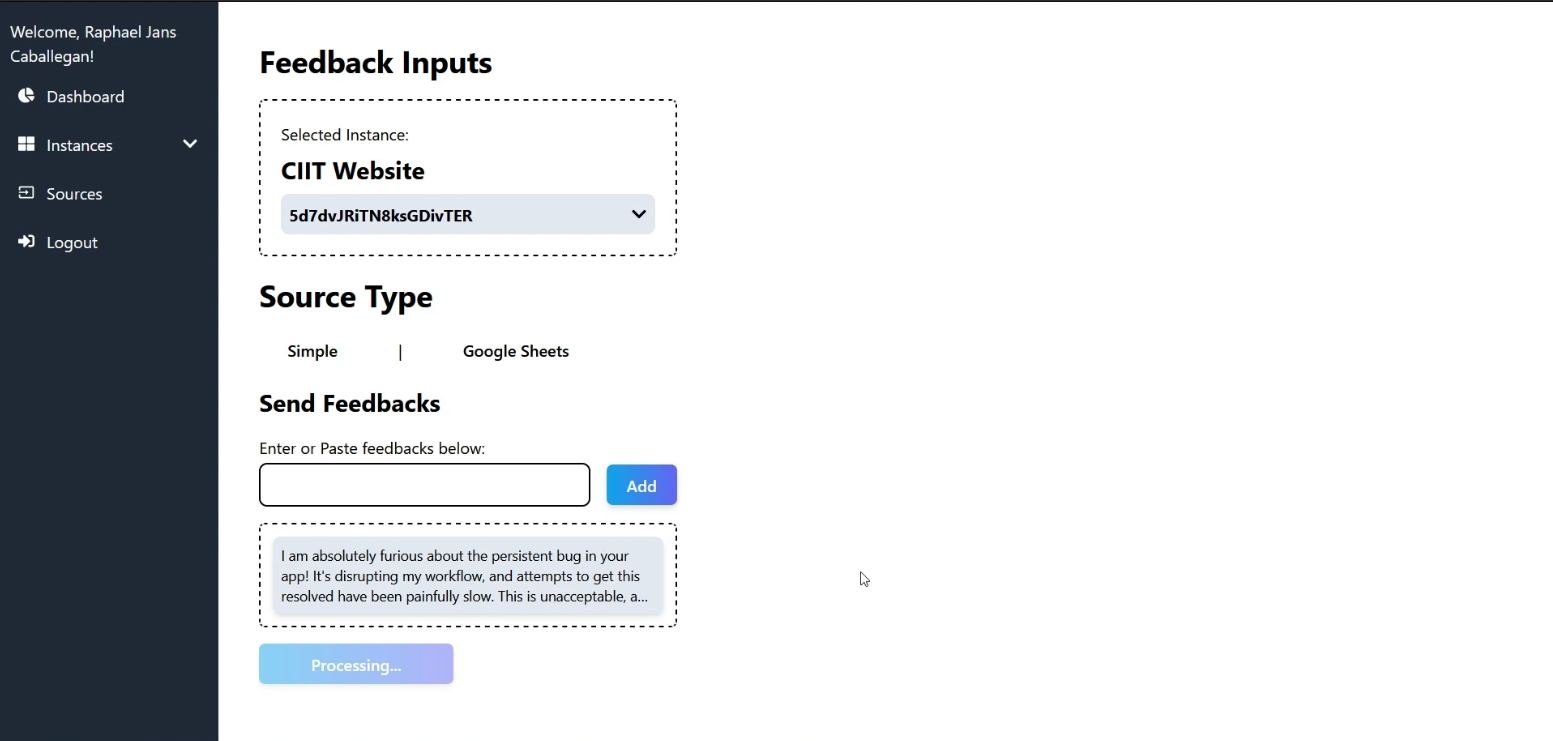 Welcome, Raphael Jans
Caballegan!
Dashboard
Instances
Sources
Logout
Feedback Inputs
Selected Instance:
CIIT Website
5d7dvJRiTN8ksGDivTER
Source Type
Simple | Google Sheets
Send Feedbacks
Enter or Paste feedbacks below:
Add
I am absolutely furious about the persistent bug in your
app! It's disrupting my workflow, and attempts to get this
resolved have been painfully slow. This is unacceptable, a...
Processing...